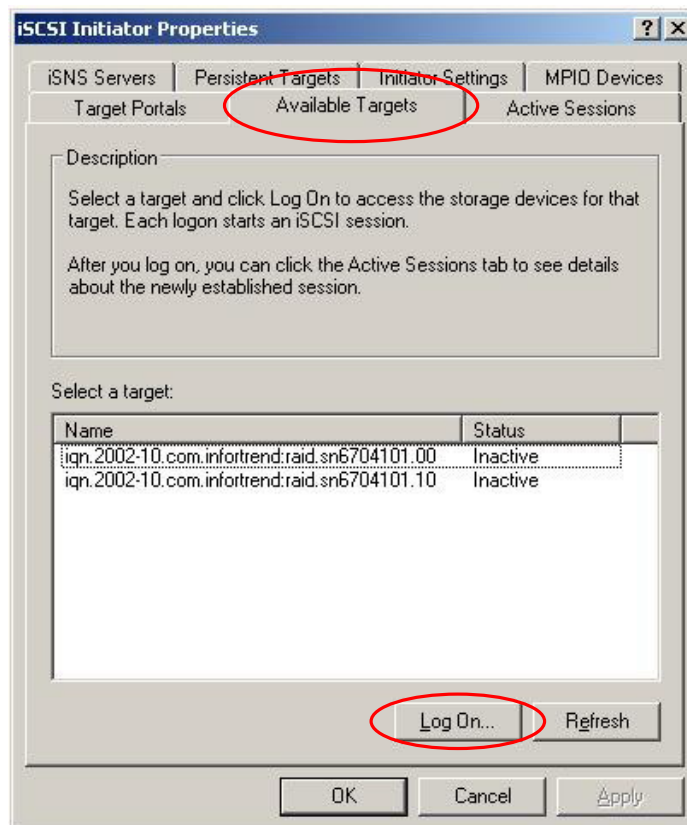 iSCSI Initiator Properties
iSNS Servers Persistent Targets Initiator Settings MPIO Devices
Target Portals Available Targets Active Sessions
Description
Select a target and click Log On to access the storage devices for that
target. Each logon starts an iSCSI session.
After you log on, you can click the Active Sessions tab to see details
about the newly established session.
Select a target:
Name Status
iqn.2002-10.com.infortrend:raid.sn6704101.00 Inactive
iqn.2002-10.com.infortrend:raid.sn6704101.10 Inactive
Log On... Refresh
OK Cancel Apply